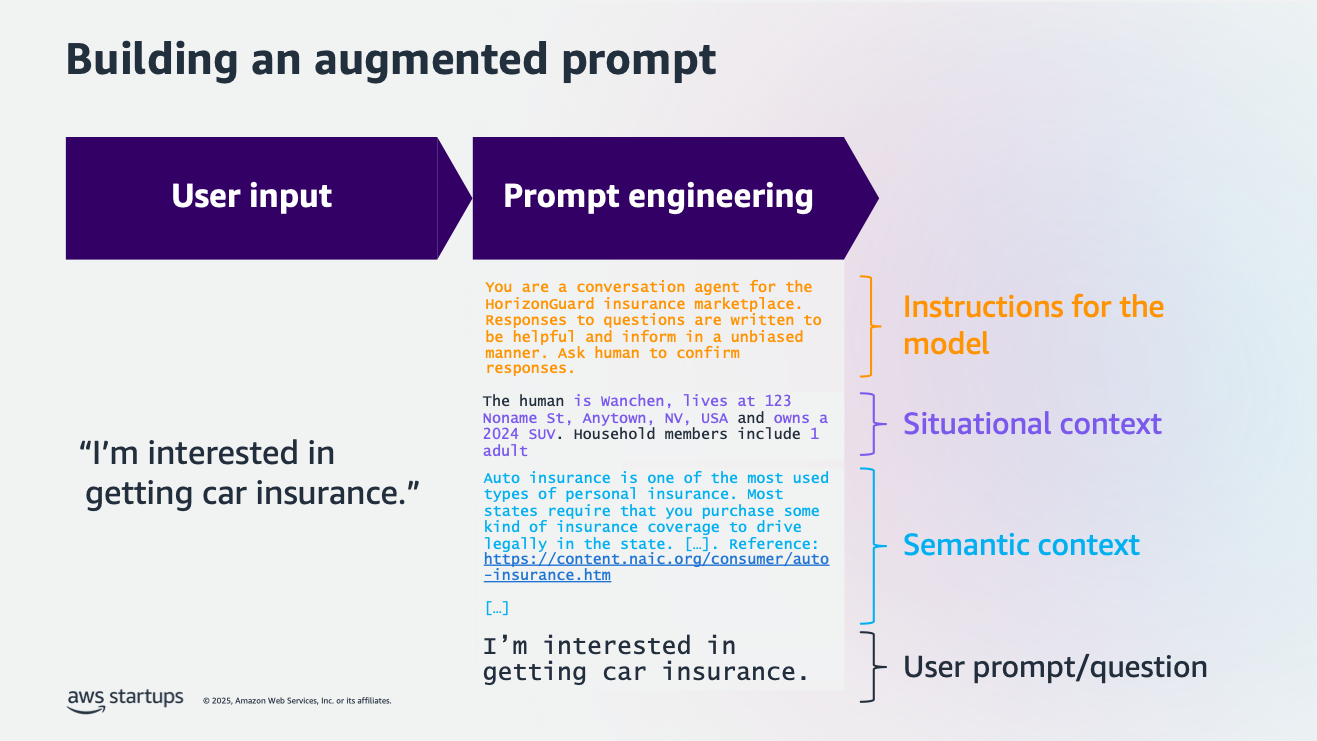 Building an augmented prompt
User input
Prompt engineering
“I’m interested in
getting car insurance.”
You are a conversation agent for the
HorizonGuard insurance marketplace.
Responses to questions are written to
be helpful and inform in a unbiased
manner. Ask human to confirm
responses.
Instructions for the
model
The human is Wanchen, lives at 123
Noname St, Anytown, NV, USA and owns a
2024 SUV. Household members include 1
adult
Situational context
Auto insurance is one of the most used
types of personal insurance. Most
states require that you purchase some
kind of insurance coverage to drive
legally in the state. […]. Reference:
https://content.naic.org/consumer/auto
-insurance.htm
[…]
Semantic context
I’m interested in
getting car insurance.
User prompt/question
aws startups
© 2025, Amazon Web Services, Inc. or its affiliates.